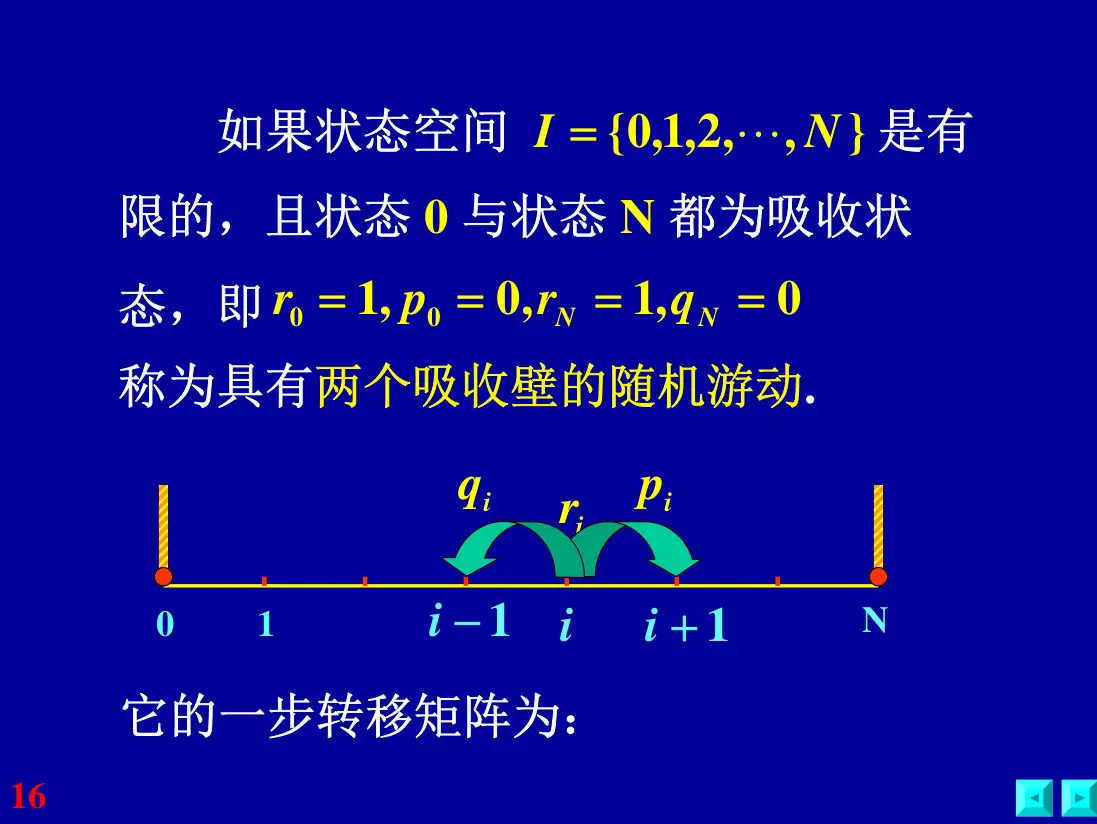 如果状态空间 I = {0,1,2,⋯, N} 是有
限的，且状态 0 与状态 N 都为吸收状
态，即 r₀ = 1, p₀ = 0, r_N = 1, q_N = 0
称为具有两个吸收壁的随机游动.
qᵢ rᵢ pᵢ
0 1 i − 1 i i + 1 N
它的一步转移矩阵为：
16